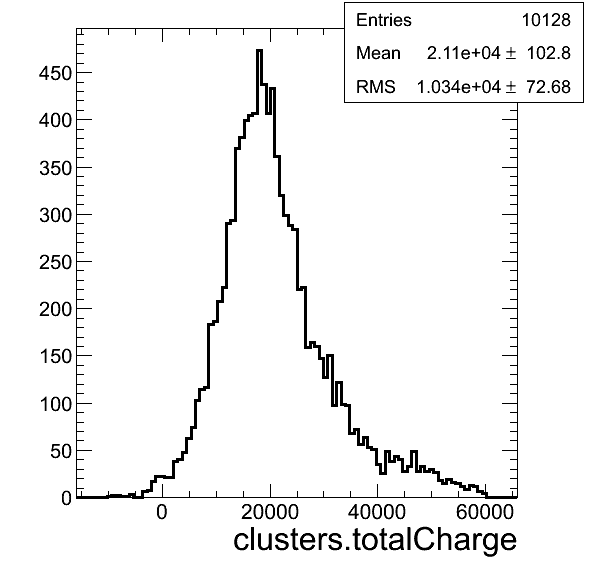 Entries 10128
Mean 2.11e+04 ± 102.8
RMS 1.034e+04 ± 72.68
450
400
350
300
250
200
150
100
50
0
0 20000 40000 60000
clusters.totalCharge